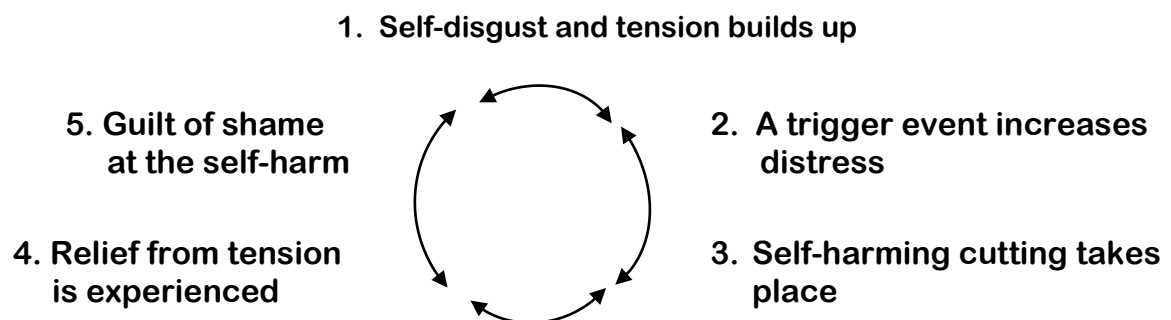 1. Self-disgust and tension builds up
5. Guilt of shame
at the self-harm
2. A trigger event increases
distress
4. Relief from tension
is experienced
3. Self-harming cutting takes
place